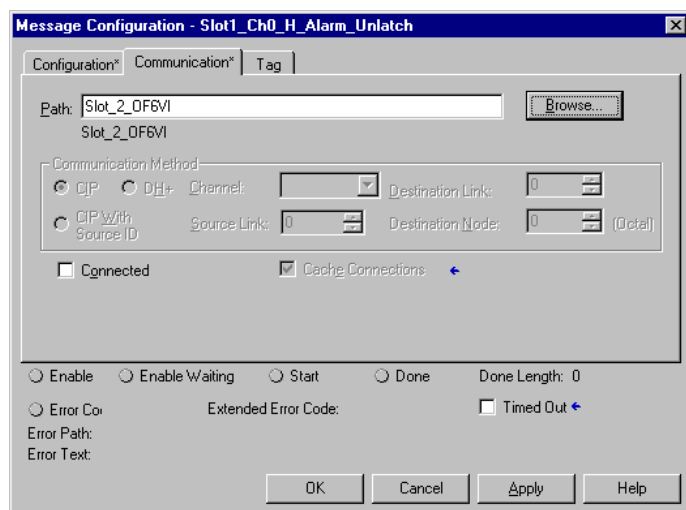 Message Configuration - Slot1_Ch0_H_Alarm_Unlatch
Configuration* Communication* Tag
Path: Slot_2_OF6VI Browse...
Slot_2_OF6VI
Communication Method
CIP DH+ Channel: Destination Link: 0
CIP With Source ID Source Link: 0 Destination Node: 0 (Octal)
Connected Cache Connections ←
Enable Enable Waiting Start Done Done Length: 0
Error Co Extended Error Code: Timed Out ←
Error Path:
Error Text:
OK Cancel Apply Help